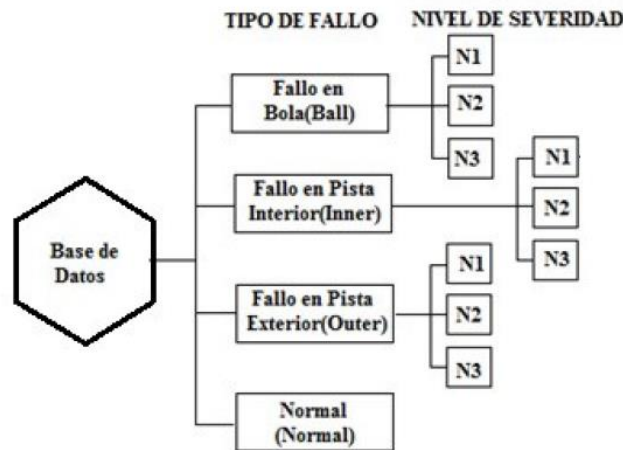 TIPO DE FALLO
NIVEL DE SEVERIDAD
Fallo en
Bola(Ball)
N1
N2
N3
Fallo en Pista
Interior(Inner)
N1
N2
N3
Base de
Datos
Fallo en Pista
Exterior(Outer)
N1
N2
N3
Normal
(Normal)